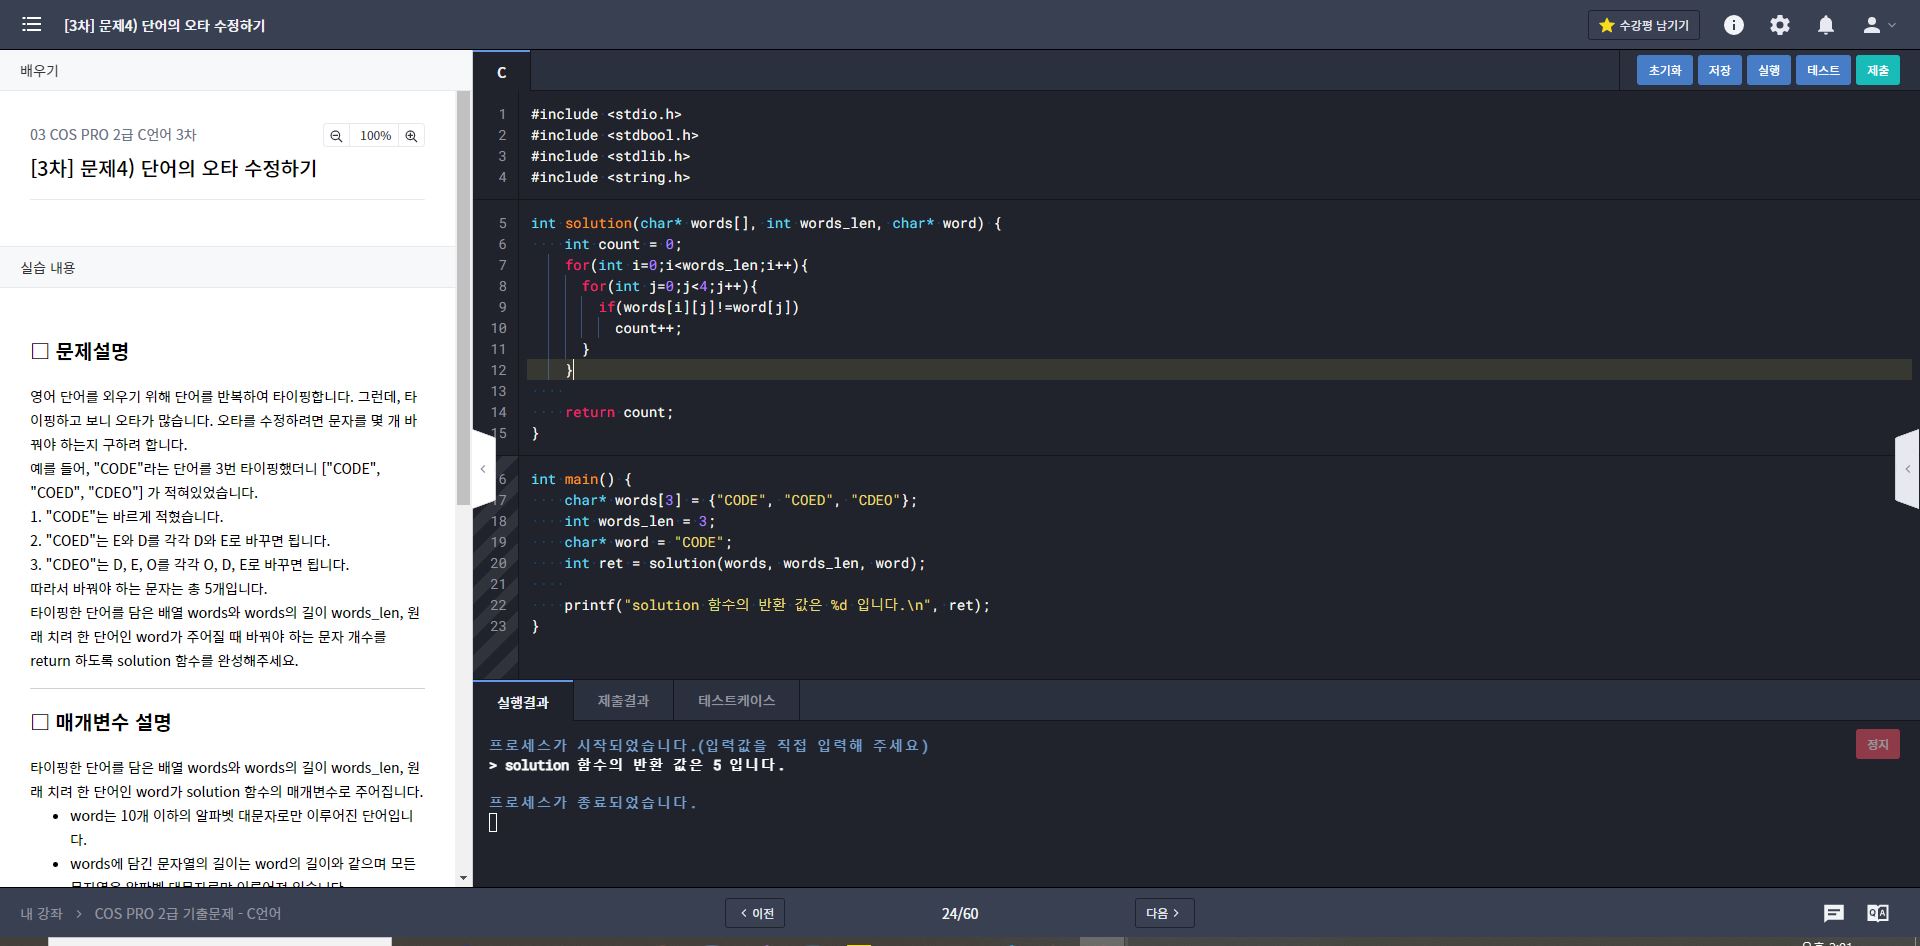 [3차] 문제4) 단어의 오타 수정하기
수강평 남기기
배우기
03 COS PRO 2급 C언어 3차
100%
[3차] 문제4) 단어의 오타 수정하기
실습 내용
문제설명
영어 단어를 외우기 위해 단어를 반복하여 타이핑합니다. 그런데, 타
이핑하고 보니 오타가 많습니다. 오타를 수정하려면 문자를 몇 개 바
꿔야 하는지 구하려 합니다.
예를 들어, "CODE"라는 단어를 3번 타이핑했더니 ["CODE",
"COED", "CDEO"] 가 적혀있었습니다.
1. "CODE"는 바르게 적혔습니다.
2. "COED"는 E와 D를 각각 D와 E로 바꾸면 됩니다.
3. "CDEO"는 D, E, O를 각각 O, D, E로 바꾸면 됩니다.
따라서 바꿔야 하는 문자는 총 5개입니다.
타이핑한 단어를 담은 배열 words와 words의 길이 words_len, 원
래 치려 한 단어인 word가 주어질 때 바꿔야 하는 문자 개수를
return 하도록 solution 함수를 완성해주세요.
매개변수 설명
타이핑한 단어를 담은 배열 words와 words의 길이 words_len, 원
래 치려 한 단어인 word가 solution 함수의 매개변수로 주어집니다.
• word는 10개 이하의 알파벳 대문자로만 이루어진 단어입니
다.
• words에 담긴 문자열의 길이는 word의 길이와 같으며 모든
C
초기화 저장 실행 테스트 제출
1 #include <stdio.h>
2 #include <stdbool.h>
3 #include <stdlib.h>
4 #include <string.h>
5 int solution(char* words[], int words_len, char* word) {
6 int count = 0;
7 for(int i=0;i<words_len;i++){
8 for(int j=0;j<4;j++){
9 if(words[i][j]!=word[j])
10 count++;
11 }
12 }
13
14 return count;
15 }
6 int main() {
17 char* words[3] = {"CODE", "COED", "CDEO"};
18 int words_len = 3;
19 char* word = "CODE";
20 int ret = solution(words, words_len, word);
21
22 printf("solution 함수의 반환 값은 %d 입니다.\n", ret);
23 }
실행결과 제출결과 테스트케이스
프로세스가 시작되었습니다.(입력값을 직접 입력해 주세요)
정지
> solution 함수의 반환 값은 5 입니다.
프로세스가 종료되었습니다.
내 강좌 > COS PRO 2급 기출문제 - C언어
< 이전
24/60
다음 >